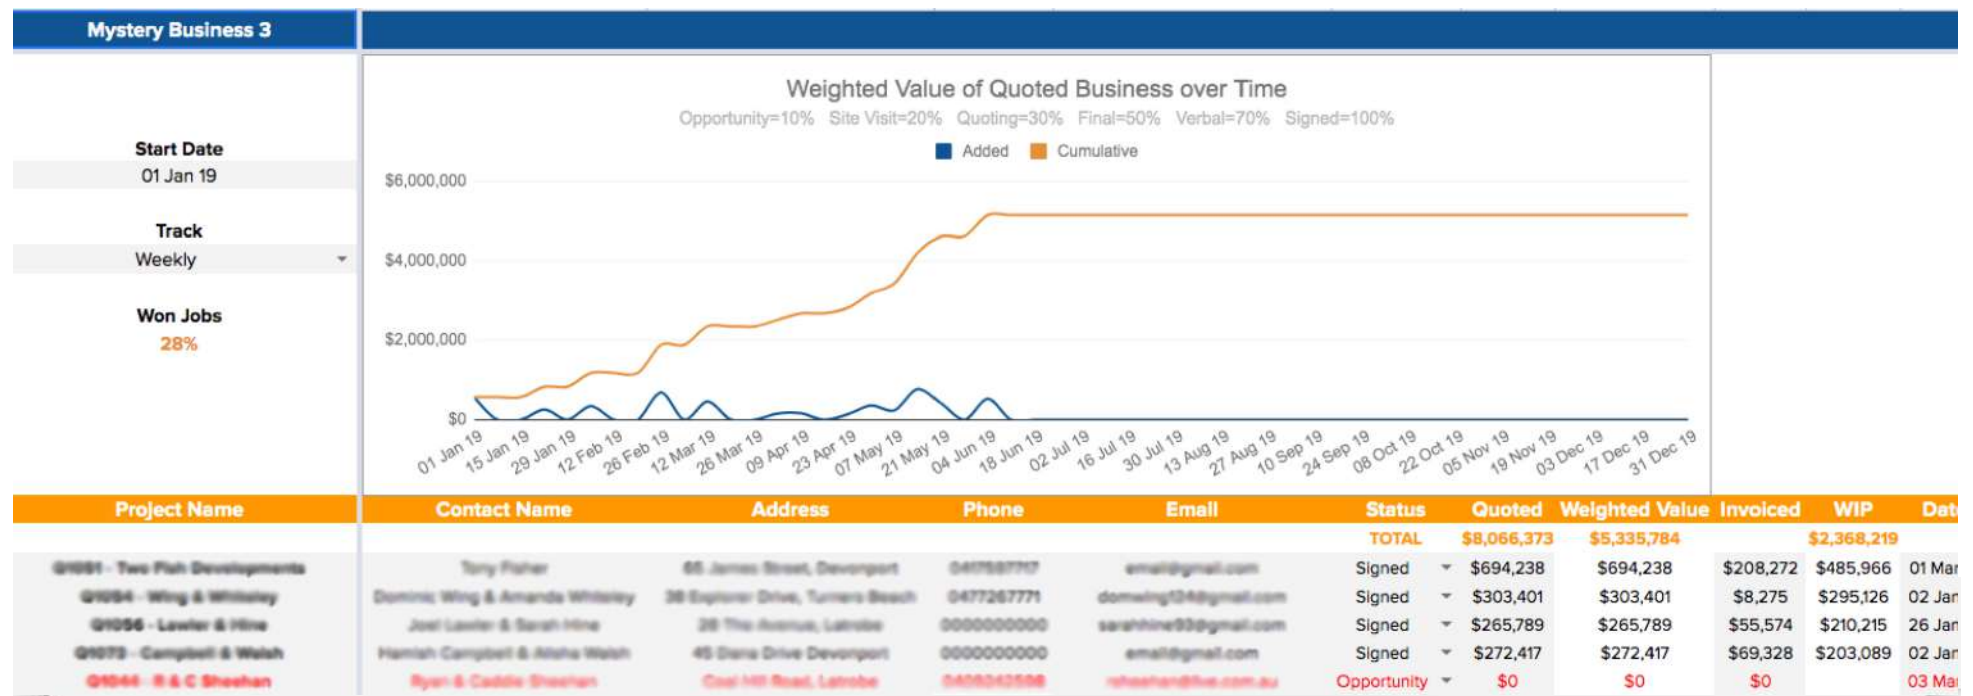 Mystery Business 3
Start Date
01 Jan 19
Track
Weekly
Won Jobs
28%
Weighted Value of Quoted Business over Time
Opportunity=10% Site Visit=20% Quoting=30% Final=50% Verbal=70% Signed=100%
Added Cumulative
$6,000,000
$4,000,000
$2,000,000
$0
01 Jan 19 15 Jan 19 29 Jan 19 12 Feb 19 26 Feb 19 12 Mar 19 26 Mar 19 09 Apr 19 23 Apr 19 07 May 19 21 May 19 04 Jun 19 18 Jun 19 02 Jul 19 16 Jul 19 30 Jul 19 13 Aug 19 27 Aug 19 10 Sep 19 24 Sep 19 08 Oct 19 22 Oct 19 05 Nov 19 19 Nov 19 03 Dec 19 17 Dec 19 31 Dec 19
Project Name Contact Name Address Phone Email Status Quoted Weighted Value Invoiced WIP Dat
TOTAL $8,066,373 $5,335,784 $2,368,219
Signed $694,238 $694,238 $208,272 $485,966 01 Mar
Signed $303,401 $303,401 $8,275 $295,126 02 Jan
Signed $265,789 $265,789 $55,574 $210,215 26 Jan
Signed $272,417 $272,417 $69,328 $203,089 02 Jan
Opportunity $0 $0 $0 03 Mar